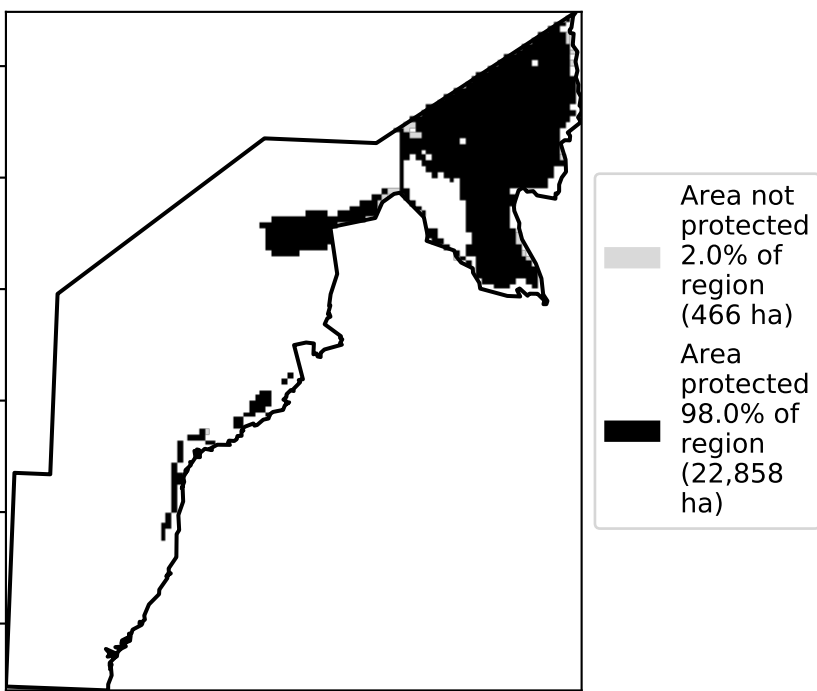 Area not
protected
2.0% of
region
(466 ha)
Area
protected
98.0% of
region
(22,858
ha)